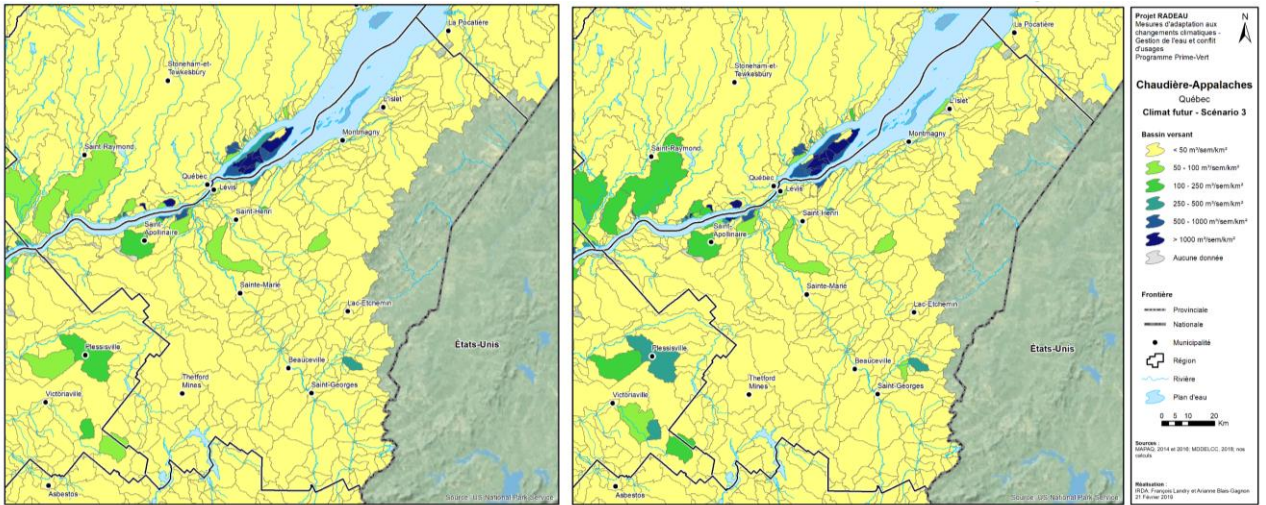 La Pocatière
Stoneham-et-
Tewkesbury
L'Islet
Montmagny
Saint-Raymond
Québec
Lévis
Saint-Henri
Saint-
Apollinaire
Sainte-Marie
Lac-Etchemin
États-Unis
Plessisville
Beauceville
Thetford
Mines
Saint-Georges
Victoriaville
Asbestos
Source : US National Park Service
La Pocatière
Stoneham-et-
Tewkesbury
L'Islet
Montmagny
Saint-Raymond
Québec
Lévis
Saint-Henri
Saint-
Apollinaire
Sainte-Marie
Lac-Etchemin
États-Unis
Plessisville
Beauceville
Thetford
Mines
Saint-Georges
Victoriaville
Asbestos
Source : US National Park Service
Projet RADEAU
Mesures d'adaptation aux
changements climatiques -
Gestion de l'eau et conflit
d'usages
Programme Prime-Vert
N
Chaudière-Appalaches
Québec
Climat futur - Scénario 3
Bassin versant
< 50 m³/sem/km²
50 - 100 m³/sem/km²
100 - 250 m³/sem/km²
250 - 500 m³/sem/km²
500 - 1000 m³/sem/km²
> 1000 m³/sem/km²
Aucune donnée
Frontière
Provinciale
Nationale
Municipalité
Région
Rivière
Plan d'eau
0 5 10 20
Km
Sources :
MAPAQ, 2014 et 2016; MDDELCC, 2016; nos
calculs
Réalisation :
IRDA, François Landry et Arianne Blais-Gagnon
21 Février 2018